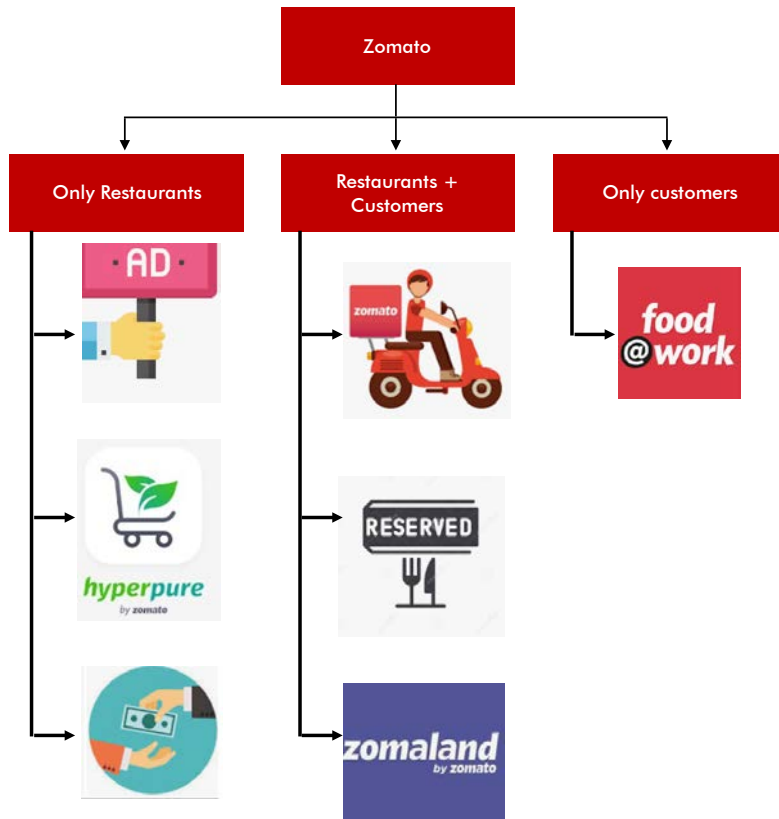 Zomato
Only Restaurants
Restaurants +
Customers
Only customers
· AD ·
hyperpure
by zomato
zomato
RESERVED
zomaland
by zomato
food
@work